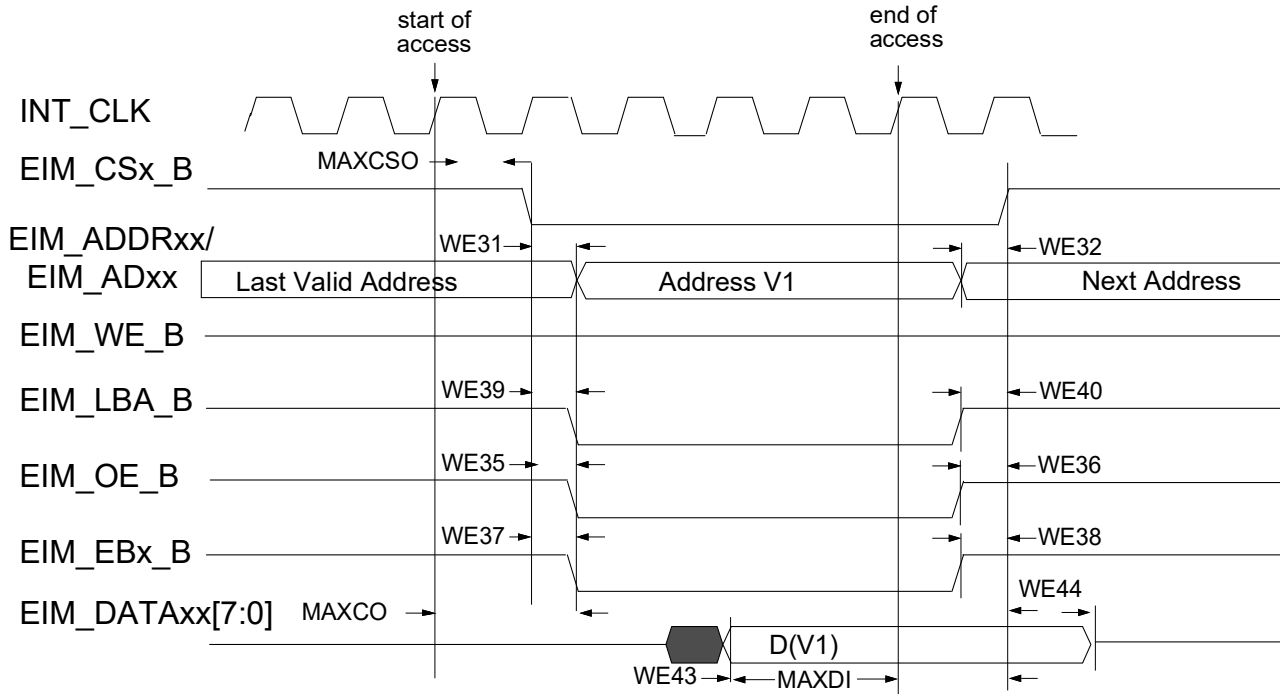 start of
access
end of
access
INT_CLK
MAXCSO
EIM_CSx_B
EIM_ADDRxx/
EIM_ADxx
WE31
WE32
Last Valid Address
Address V1
Next Address
EIM_WE_B
WE39
WE40
EIM_LBA_B
WE35
WE36
EIM_OE_B
WE37
WE38
EIM_EBx_B
WE44
EIM_DATAxx[7:0]
MAXCO
D(V1)
WE43
MAXDI